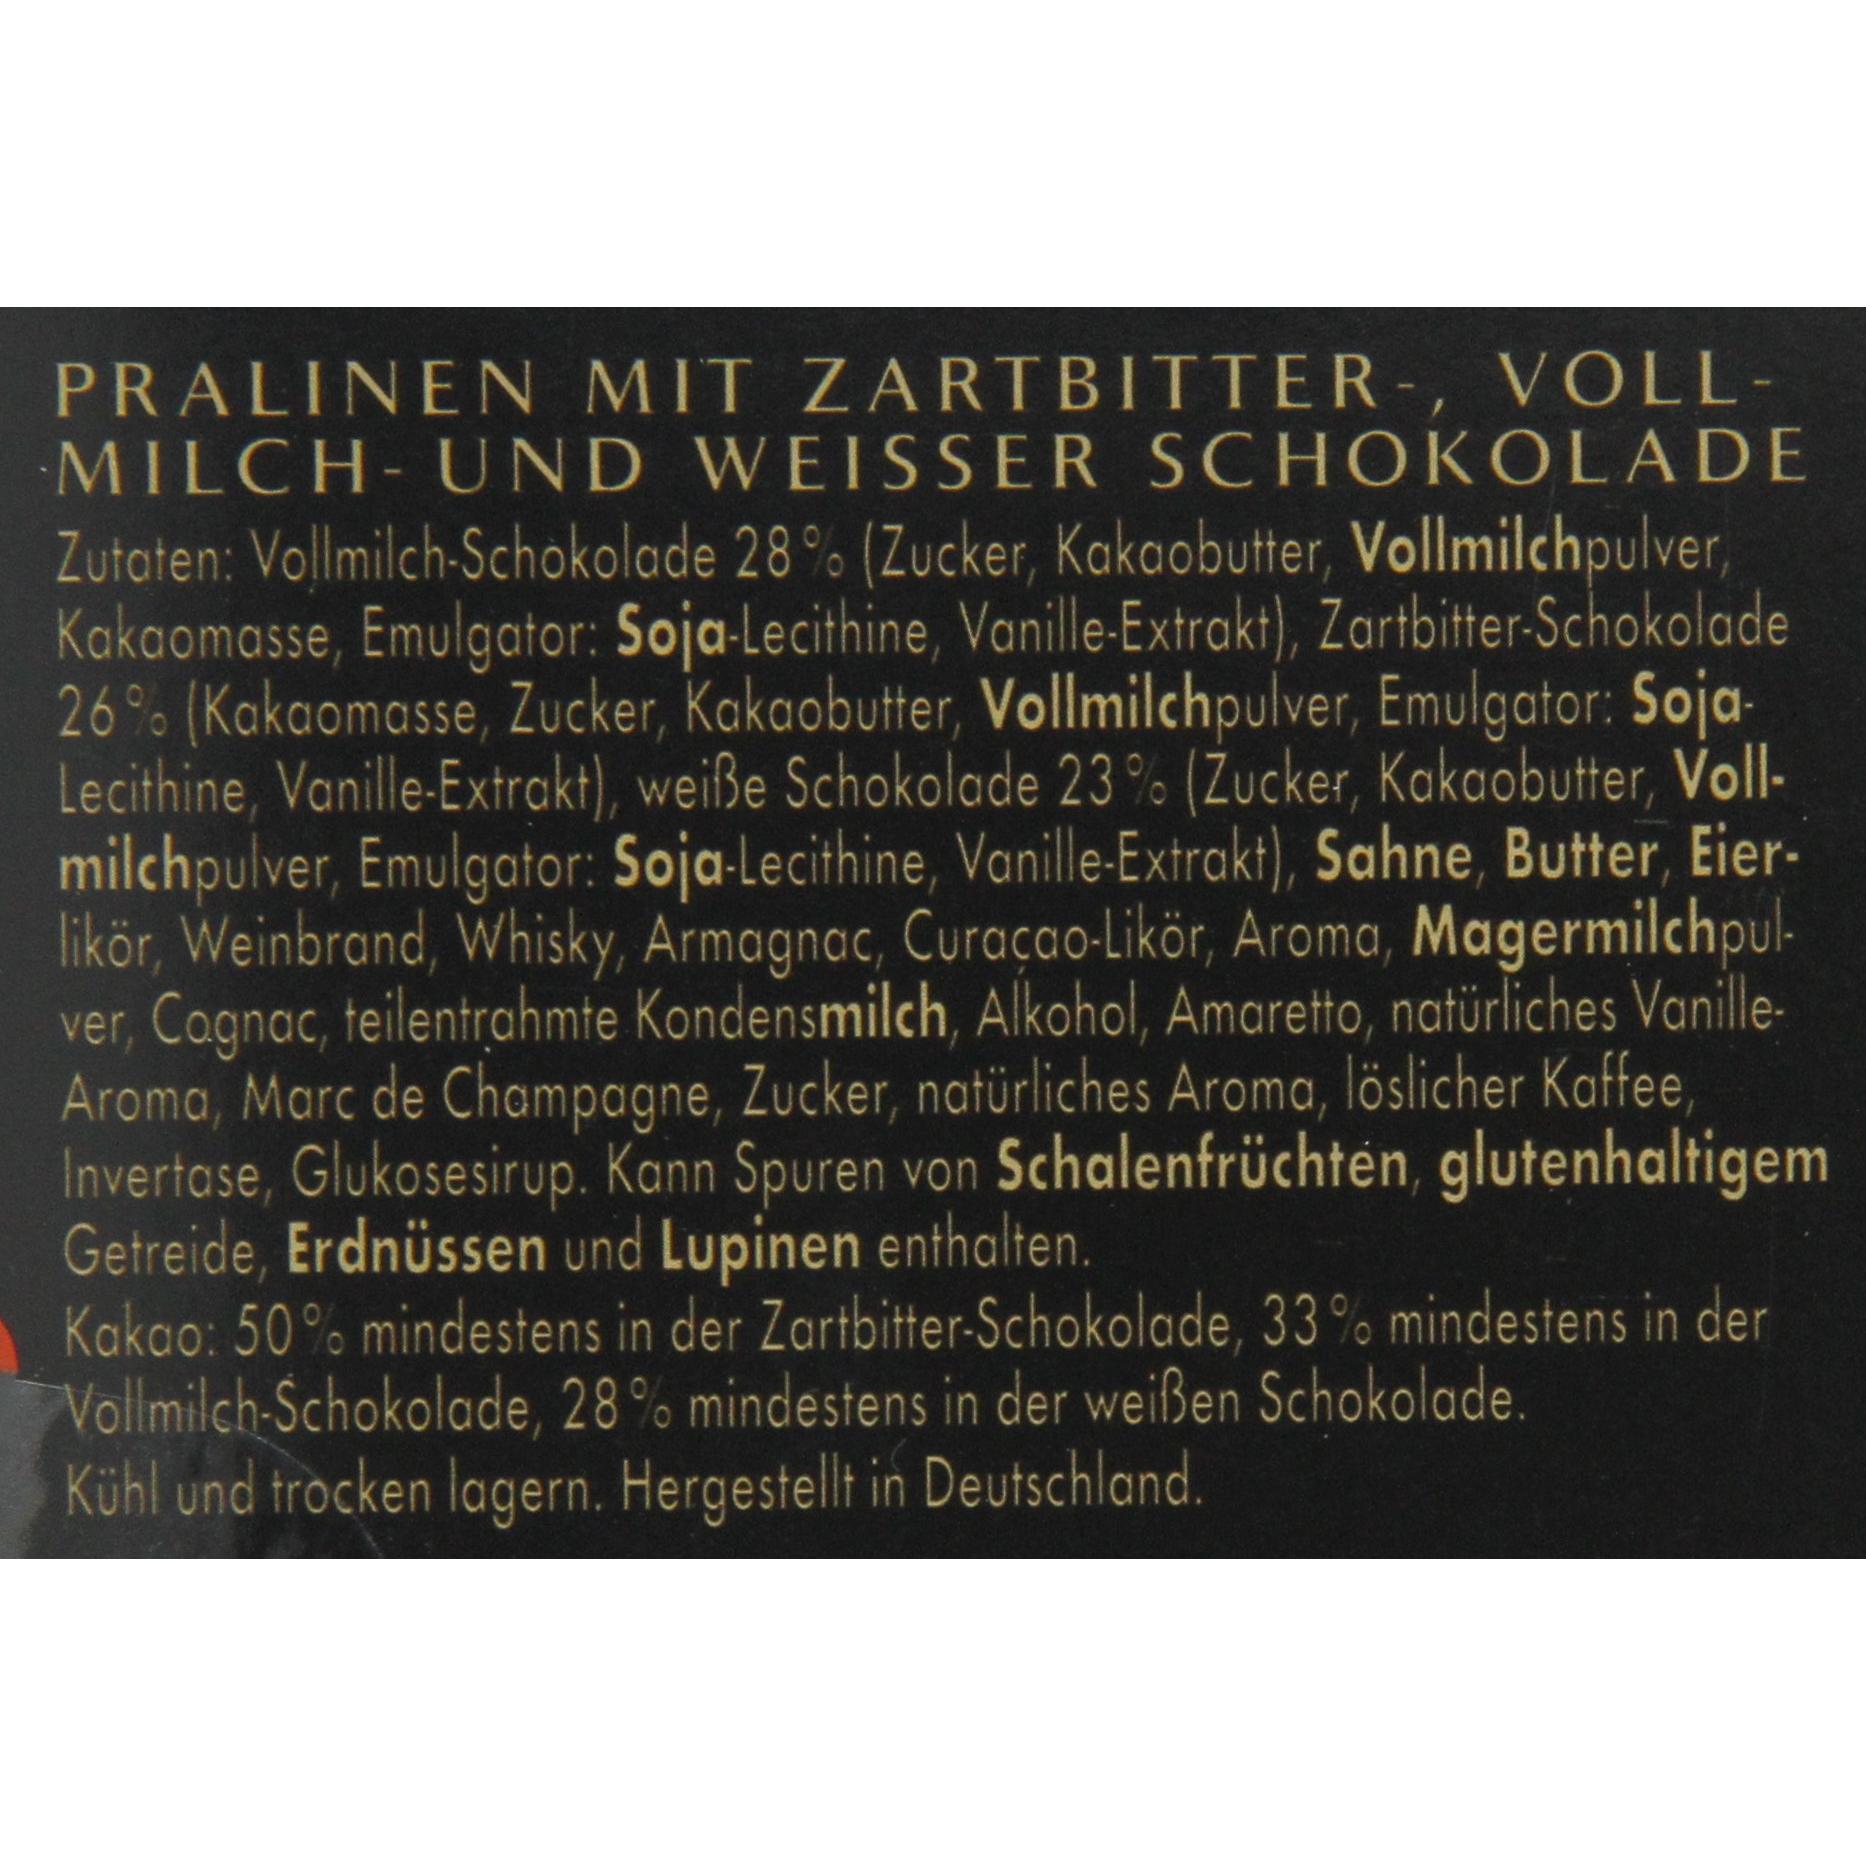 PRALINEN MIT ZARTBITTER-, VOLL-
MILCH- UND WEISSER SCHOKOLADE
Zutaten: Vollmilch-Schokolade 28 % (Zucker, Kakaobutter, Vollmilchpulver,
Kakaomasse, Emulgator: Soja-Lecithine, Vanille-Extrakt), Zartbitter-Schokolade
26 % (Kakaomasse, Zucker, Kakaobutter, Vollmilchpulver, Emulgator: Soja-
Lecithine, Vanille-Extrakt), weiße Schokolade 23 % (Zucker, Kakaobutter, Voll-
milchpulver, Emulgator: Soja-Lecithine, Vanille-Extrakt), Sahne, Butter, Eier-
likör, Weinbrand, Whisky, Armagnac, Curaçao-Likör, Aroma, Magermilchpul-
ver, Cognac, teilentrahmte Kondensmilch, Alkohol, Amaretto, natürliches Vanille-
Aroma, Marc de Champagne, Zucker, natürliches Aroma, löslicher Kaffee,
Invertase, Glukosesirup. Kann Spuren von Schalenfrüchten, glutenhaltigem
Getreide, Erdnüssen und Lupinen enthalten.
Kakao: 50 % mindestens in der Zartbitter-Schokolade, 33 % mindestens in der
Vollmilch-Schokolade, 28 % mindestens in der weißen Schokolade.
Kühl und trocken lagern. Hergestellt in Deutschland.